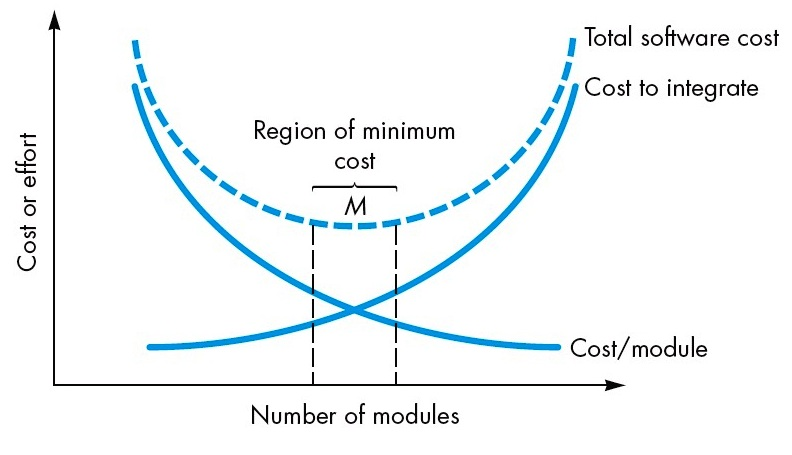 Total software cost
Cost to integrate
Region of minimum
cost
M
Cost or effort
Cost/module
Number of modules